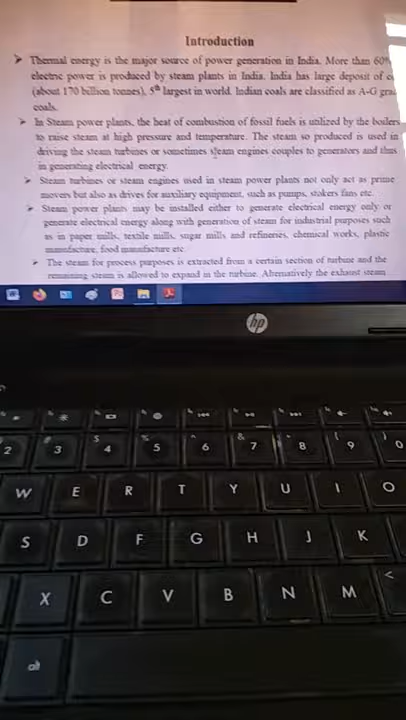 Introduction
➤ Thermal energy is the major source of power generation in India. More than 60%
electric power is produced by steam plants in India. India has large deposit of
(about 170 billion tonnes), 5th largest in world. Indian coals are classified as A-G
coals.
➤ In Steam power plants, the heat of combustion of fossil fuels is utilized by the boilers
to raise steam at high pressure and temperature. The steam so produced is used in
driving the steam turbines or sometimes steam engines couples to generators and thus
in generating electrical energy.
➤ Steam turbines or steam engines used in steam power plants not only act as prime
movers but also as drives for auxiliary equipment, such as pumps, stokers fans etc.
➤ Steam power plants may be installed either to generate electrical energy only or
generate electrical energy along with generation of steam for industrial purposes such
as in paper mills, textile mills, sugar mills and refineries, chemical works, plastic
manufacture, food manufacture etc.
➤ The steam for process purposes is extracted from a certain section of turbine and the
remaining steam is allowed to expand in the turbine. Alternatively the exhaust steam
hp
2 # 3 $ 4 % 5 ^ 6 & 7 * 8 ( 9 ) 0
W E R T Y U I O
S D F G H J K
X C V B N M <
alt